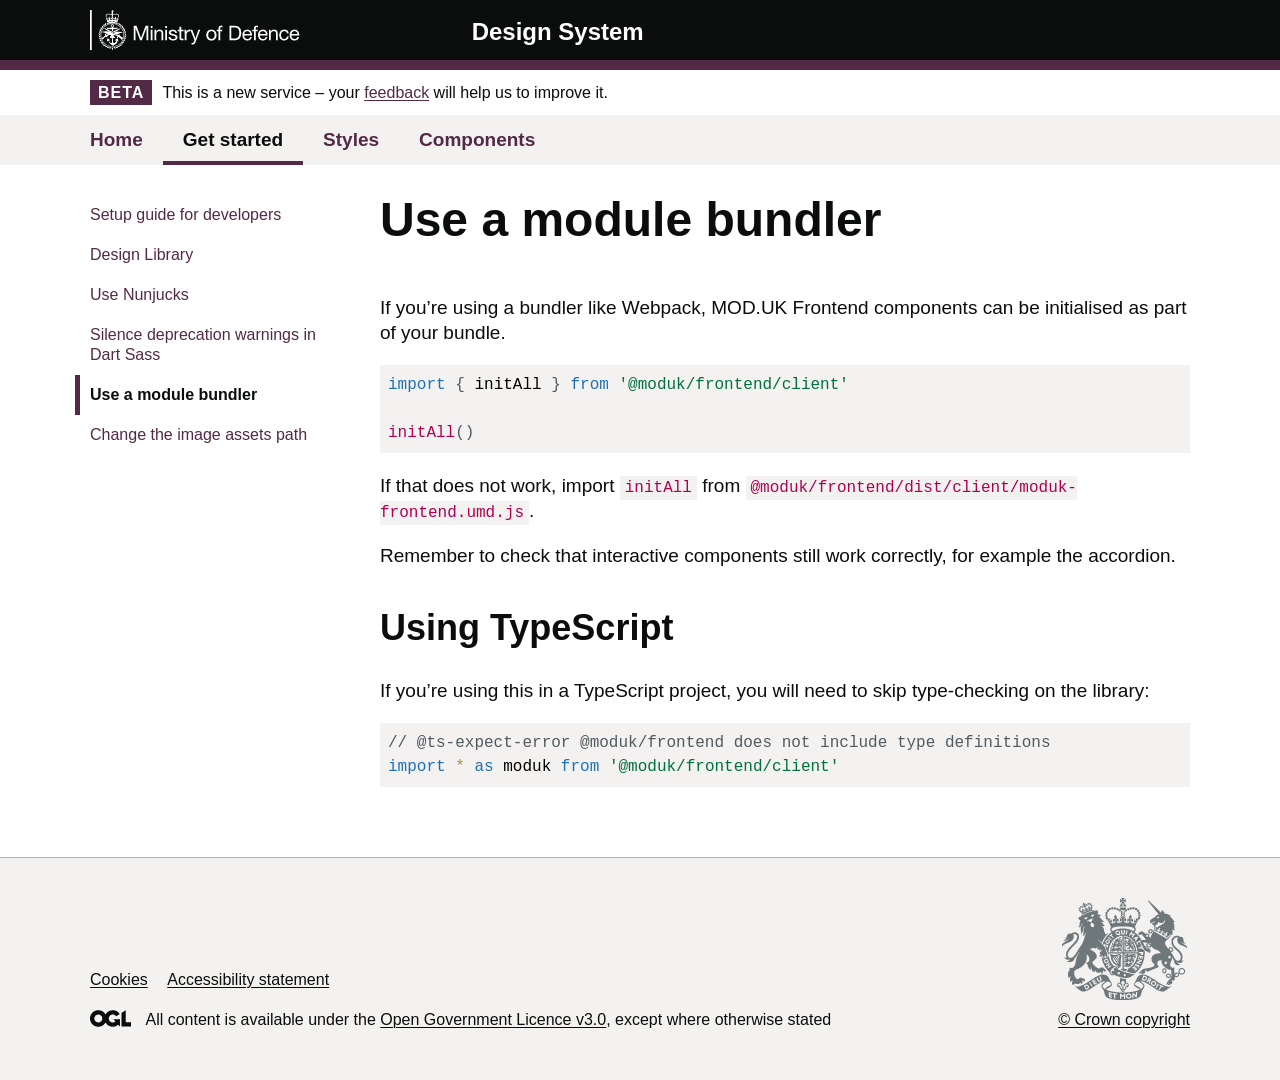 Ministry of Defence
Design System
BETA This is a new service – your feedback will help us to improve it.
Home Get started Styles Components
Setup guide for developers
Design Library
Use Nunjucks
Silence deprecation warnings in
Dart Sass
Use a module bundler
Change the image assets path
Use a module bundler
If you’re using a bundler like Webpack, MOD.UK Frontend components can be initialised as part
of your bundle.
import { initAll } from '@moduk/frontend/client'
initAll()
If that does not work, import initAll from @moduk/frontend/dist/client/moduk-
frontend.umd.js.
Remember to check that interactive components still work correctly, for example the accordion.
Using TypeScript
If you’re using this in a TypeScript project, you will need to skip type-checking on the library:
// @ts-expect-error @moduk/frontend does not include type definitions
import * as moduk from '@moduk/frontend/client'
Cookies Accessibility statement
OGL All content is available under the Open Government Licence v3.0, except where otherwise stated
© Crown copyright